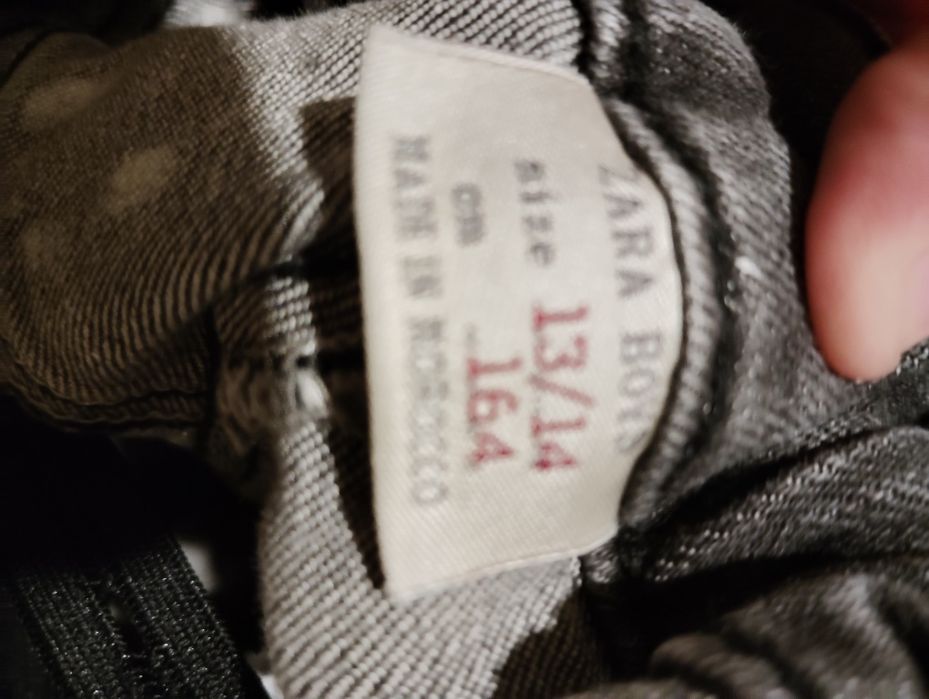 ZARA BOYS
size 13/14
cm 164
MADE IN MOROCCO